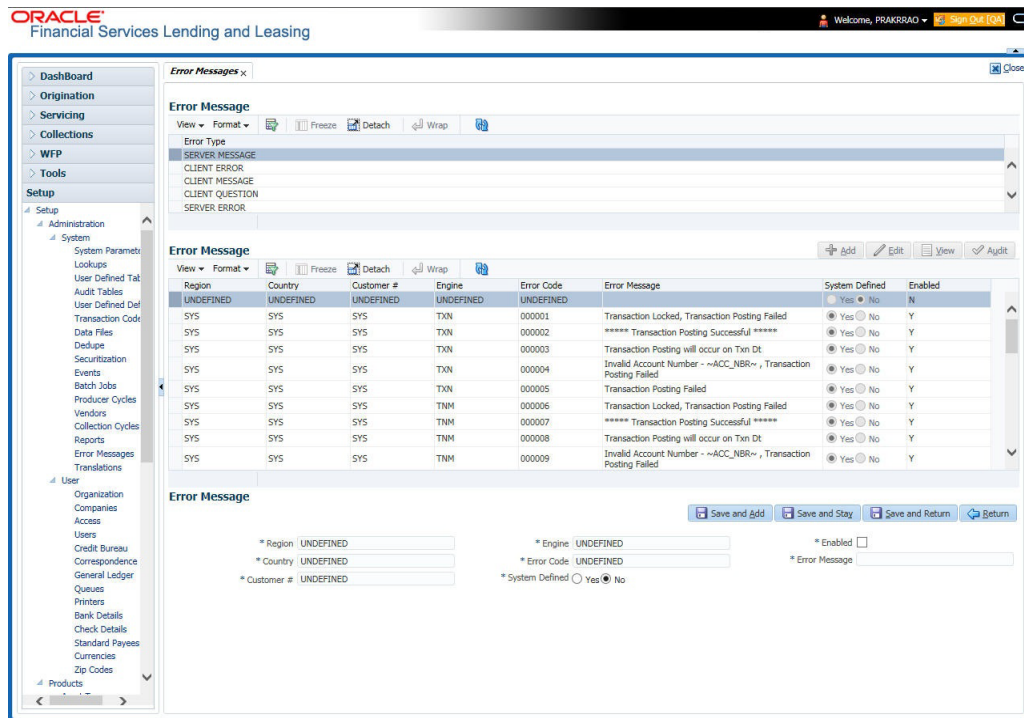 ORACLE
Financial Services Lending and Leasing
Welcome, PRAKRRAO
Sign Out [QA]
DashBoard
Origination
Servicing
Collections
WFP
Tools
Setup
Setup
Administration
System
System Paramete
Lookups
User Defined Tab
Audit Tables
User Defined Def
Transaction Code
Data Files
Dedupe
Securitization
Events
Batch Jobs
Producer Cycles
Vendors
Collection Cycles
Reports
Error Messages
Translations
User
Organization
Companies
Access
Users
Credit Bureau
Correspondence
General Ledger
Queues
Printers
Bank Details
Check Details
Standard Payees
Currencies
Zip Codes
Products
Error Messages x
Close
Error Message
View Format Freeze Detach Wrap
Error Type
SERVER MESSAGE
CLIENT ERROR
CLIENT MESSAGE
CLIENT QUESTION
SERVER ERROR
Error Message
Add Edit View Audit
View Format Freeze Detach Wrap
Region Country Customer # Engine Error Code Error Message System Defined Enabled
UNDEFINED UNDEFINED UNDEFINED UNDEFINED UNDEFINED Yes No N
SYS SYS SYS TXN 000001 Transaction Locked, Transaction Posting Failed Yes No Y
SYS SYS SYS TXN 000002 ***** Transaction Posting Successful ***** Yes No Y
SYS SYS SYS TXN 000003 Transaction Posting will occur on Txn Dt Yes No Y
SYS SYS SYS TXN 000004 Invalid Account Number - ~ACC_NBR~ , Transaction Posting Failed Yes No Y
SYS SYS SYS TXN 000005 Transaction Posting Failed Yes No Y
SYS SYS SYS TNM 000006 Transaction Locked, Transaction Posting Failed Yes No Y
SYS SYS SYS TNM 000007 ***** Transaction Posting Successful ***** Yes No Y
SYS SYS SYS TNM 000008 Transaction Posting will occur on Txn Dt Yes No Y
SYS SYS SYS TNM 000009 Invalid Account Number - ~ACC_NBR~ , Transaction Posting Failed Yes No Y
Error Message
Save and Add Save and Stay Save and Return Return
* Region UNDEFINED
* Country UNDEFINED
* Customer # UNDEFINED
* Engine UNDEFINED
* Error Code UNDEFINED
* System Defined Yes No
* Enabled
* Error Message